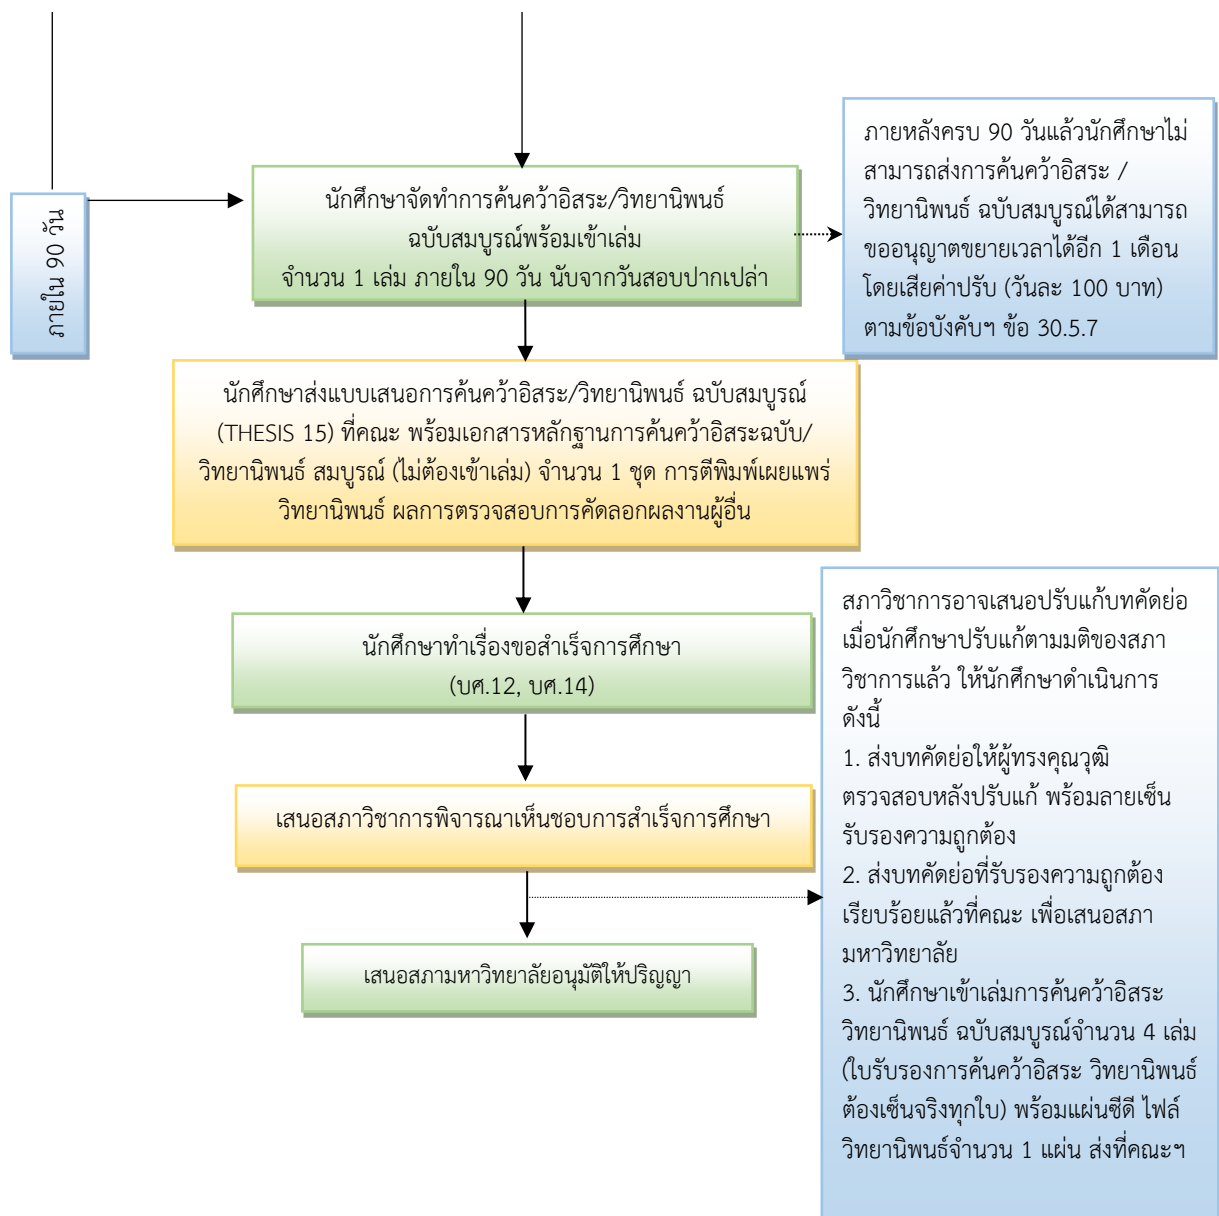 ภายใน 90 วัน
นักศึกษาจัดทำการค้นคว้าอิสระ/วิทยานิพนธ์
ฉบับสมบูรณ์พร้อมเข้าเล่ม
จำนวน 1 เล่ม ภายใน 90 วัน นับจากวันสอบปากเปล่า
ภายหลังครบ 90 วันแล้วนักศึกษาไม่
สามารถส่งการค้นคว้าอิสระ /
วิทยานิพนธ์ ฉบับสมบูรณ์ได้สามารถ
ขออนุญาตขยายเวลาได้อีก 1 เดือน
โดยเสียค่าปรับ (วันละ 100 บาท)
ตามข้อบังคับฯ ข้อ 30.5.7
นักศึกษาส่งแบบเสนอการค้นคว้าอิสระ/วิทยานิพนธ์ ฉบับสมบูรณ์
(THESIS 15) ที่คณะ พร้อมเอกสารหลักฐานการค้นคว้าอิสระฉบับ/
วิทยานิพนธ์ สมบูรณ์ (ไม่ต้องเข้าเล่ม) จำนวน 1 ชุด การตีพิมพ์เผยแพร่
วิทยานิพนธ์ ผลการตรวจสอบการคัดลอกผลงานผู้อื่น
นักศึกษาทำเรื่องขอสำเร็จการศึกษา
(บศ.12, บศ.14)
เสนอสภาวิชาการพิจารณาเห็นชอบการสำเร็จการศึกษา
เสนอสภามหาวิทยาลัยอนุมัติให้ปริญญา
สภาวิชาการอาจเสนอปรับแก้บทคัดย่อ
เมื่อนักศึกษาปรับแก้ตามมติของสภา
วิชาการแล้ว ให้นักศึกษาดำเนินการ
ดังนี้
1. ส่งบทคัดย่อให้ผู้ทรงคุณวุฒิ
ตรวจสอบหลังปรับแก้ พร้อมลายเซ็น
รับรองความถูกต้อง
2. ส่งบทคัดย่อที่รับรองความถูกต้อง
เรียบร้อยแล้วที่คณะ เพื่อเสนอสภา
มหาวิทยาลัย
3. นักศึกษาเข้าเล่มการค้นคว้าอิสระ
วิทยานิพนธ์ ฉบับสมบูรณ์จำนวน 4 เล่ม
(ใบรับรองการค้นคว้าอิสระ วิทยานิพนธ์
ต้องเซ็นจริงทุกใบ) พร้อมแผ่นซีดี ไฟล์
วิทยานิพนธ์จำนวน 1 แผ่น ส่งที่คณะฯ